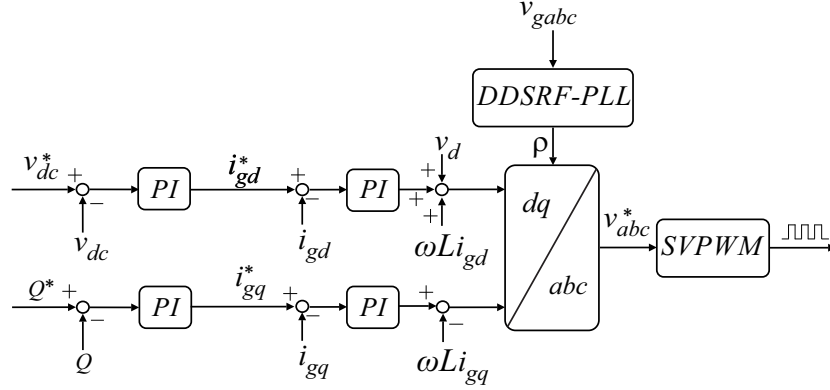 v_gabc
DDSRF-PLL
ρ
v*_dc + − PI i*_gd + − PI + + v_d + dq
v_dc i_gd ωLi_gd
v*_abc SVPWM
abc
Q* + − PI i*_gq + − PI + −
Q i_gq ωLi_gq